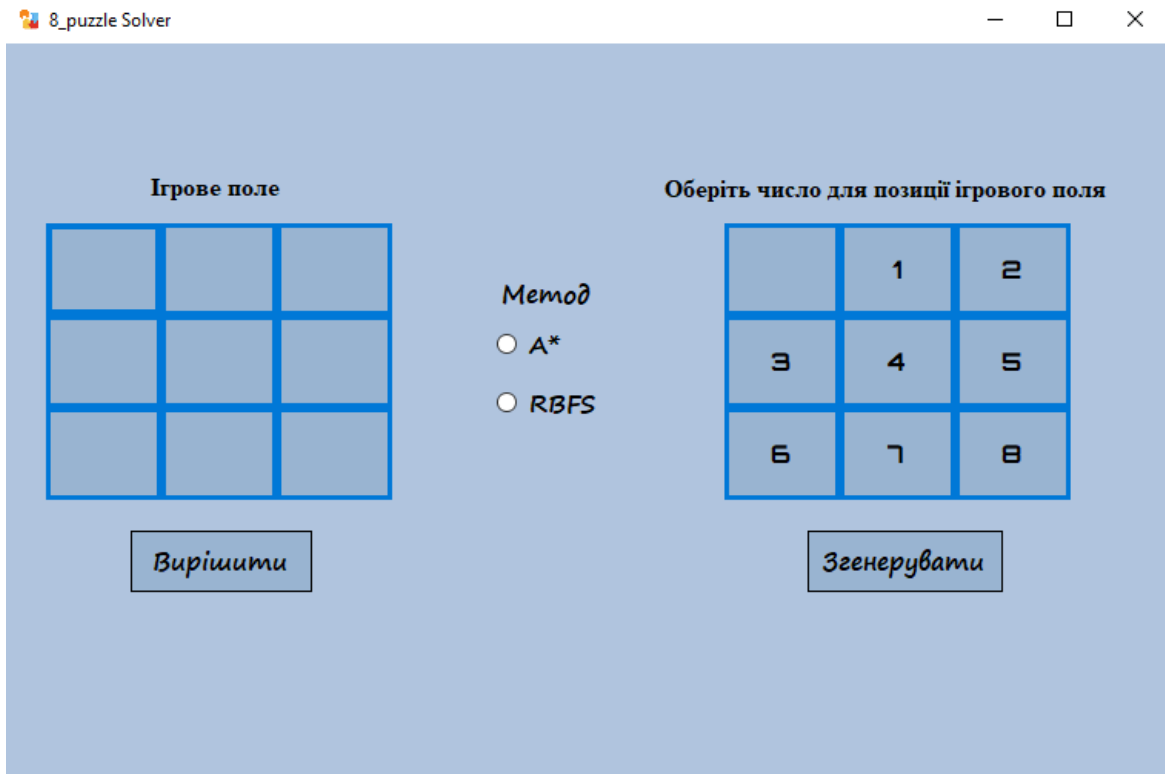 8_puzzle Solver
Ігрове поле
Оберіть число для позиції ігрового поля
1 2
3 4 5
6 7 8
Метод
A*
RBFS
Вирішити
Згенерувати